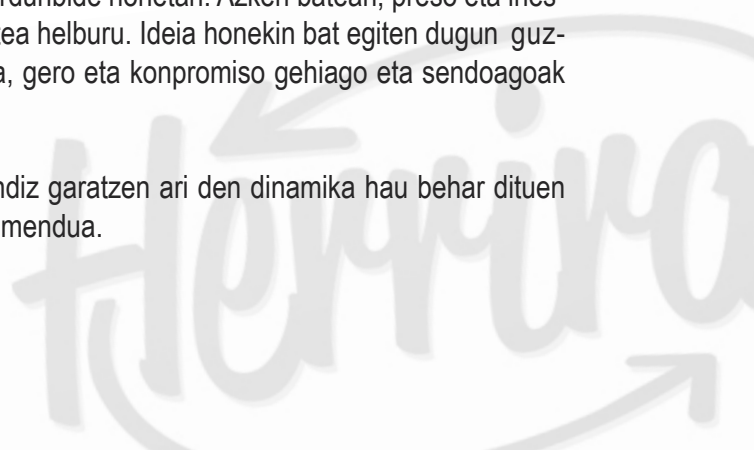 rdunbide honetan. Azken batean, preso eta ihes-
tea helburu. Ideia honekin bat egiten dugun guz-
a, gero eta konpromiso gehiago eta sendoagoak
ndiz garatzen ari den dinamika hau behar dituen
mendua.
Herrira